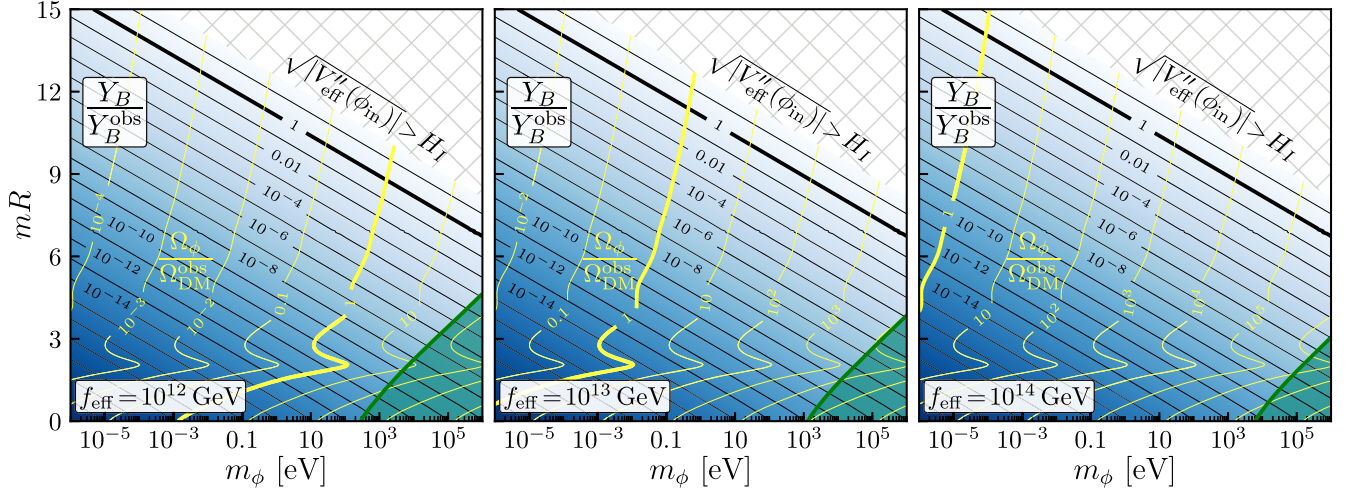 15
12
9
6
3
0
mR
Y_B / Y_B^obs
√|V''_eff(ϕ_in)| > H_I
1
0.01
10^−4
10^−6
10^−8
10^−10
10^−12
10^−14
Ω_ϕ / Ω_DM^obs
10^−4
10^−3
10^−2
0.1
1
10
f_eff = 10^12 GeV
10^−5 10^−3 0.1 10 10^3 10^5
m_ϕ [eV]
Y_B / Y_B^obs
√|V''_eff(ϕ_in)| > H_I
1
0.01
10^−4
10^−6
10^−8
10^−10
10^−12
10^−14
Ω_ϕ / Ω_DM^obs
10^−2
0.1
1
10
10^2
10^3
f_eff = 10^13 GeV
10^−5 10^−3 0.1 10 10^3 10^5
m_ϕ [eV]
Y_B / Y_B^obs
√|V''_eff(ϕ_in)| > H_I
1
0.01
10^−4
10^−6
10^−8
10^−10
10^−12
10^−14
Ω_ϕ / Ω_DM^obs
1
10
10^2
10^3
10^4
10^5
f_eff = 10^14 GeV
10^−5 10^−3 0.1 10 10^3 10^5
m_ϕ [eV]